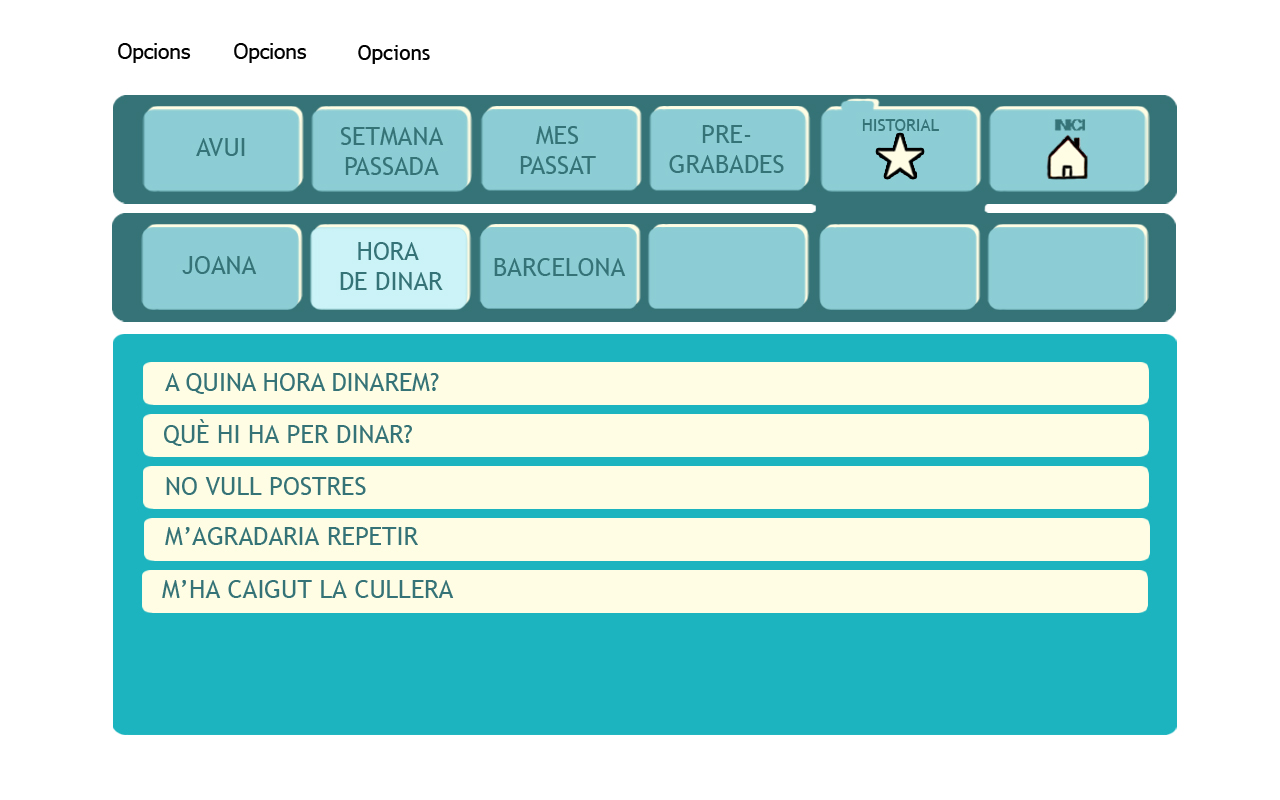 Opcions Opcions Opcions
AVUI
SETMANA
PASSADA
MES
PASSAT
PRE-
GRABADES
HISTORIAL
INICI
JOANA
HORA
DE DINAR
BARCELONA
A QUINA HORA DINAREM?
QUÈ HI HA PER DINAR?
NO VULL POSTRES
M’AGRADARIA REPETIR
M’HA CAIGUT LA CULLERA